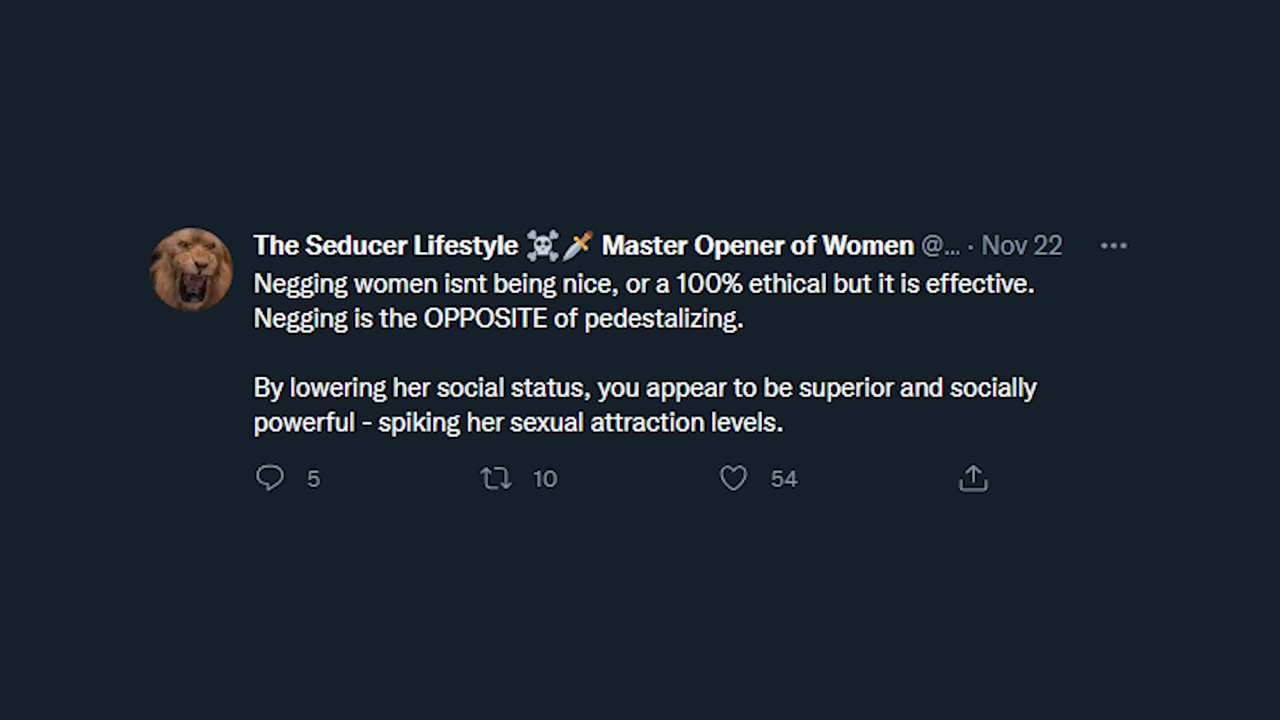 The Seducer Lifestyle ☠️🗡️ Master Opener of Women @... · Nov 22
Negging women isnt being nice, or a 100% ethical but it is effective.
Negging is the OPPOSITE of pedestalizing.
By lowering her social status, you appear to be superior and socially
powerful - spiking her sexual attraction levels.
5 10 54